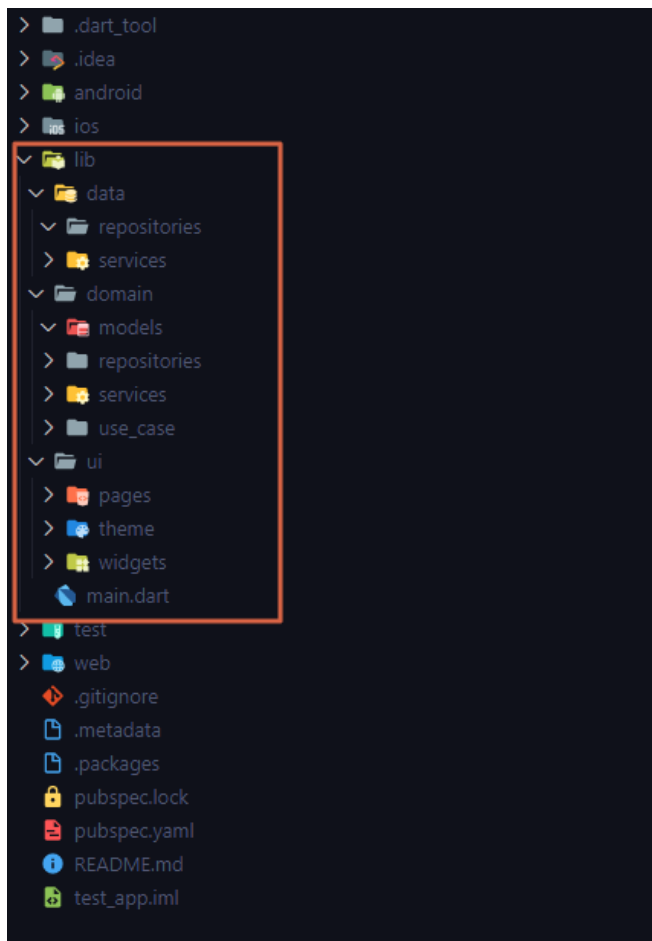 .dart_tool
.idea
android
ios
lib
data
repositories
services
domain
models
repositories
services
use_case
ui
pages
theme
widgets
main.dart
test
web
.gitignore
.metadata
.packages
pubspec.lock
pubspec.yaml
README.md
test_app.iml